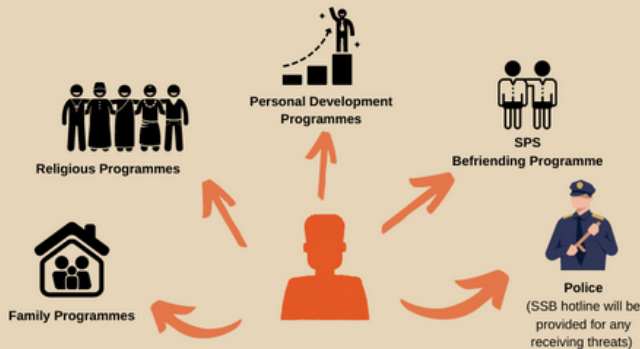 Personal Development
Programmes
Religious Programmes
SPS
Befriending Programme
Family Programmes
Police
(SSB hotline will be
provided for any
receiving threats)